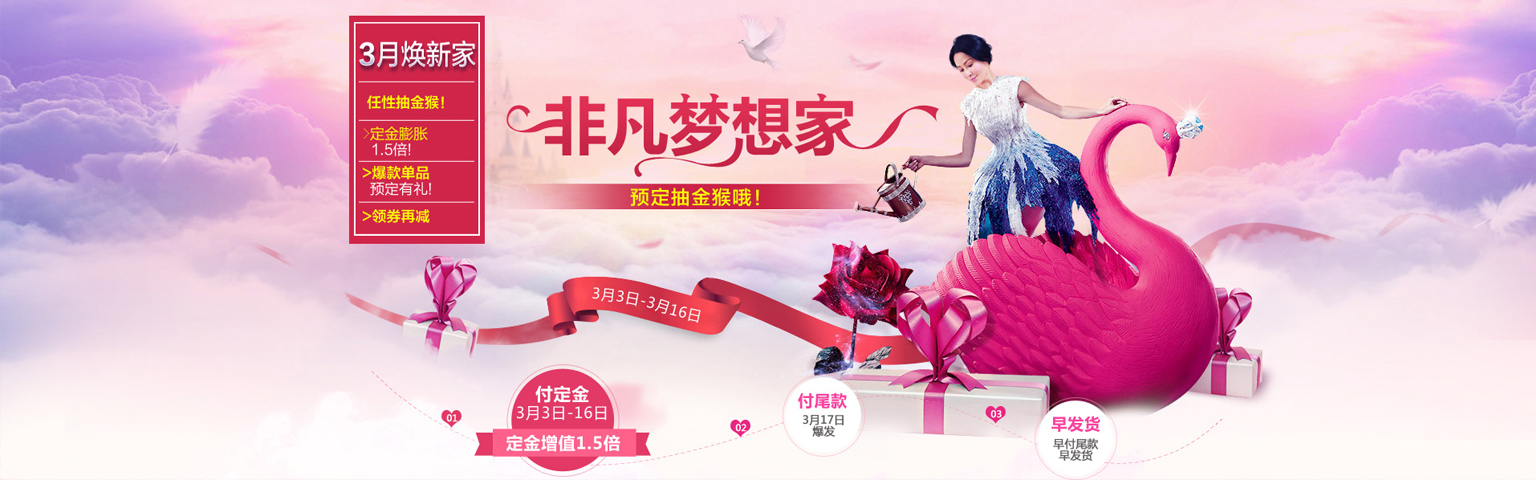 3月焕新家
任性抽金猴!
>定金膨胀
1.5倍!
>爆款单品
预定有礼!
>领券再减
非凡梦想家
预定抽金猴哦!
3月3日-3月16日
01
付定金
3月3日-16日
定金增值1.5倍
02
付尾款
3月17日
爆发
03
早发货
早付尾款
早发货